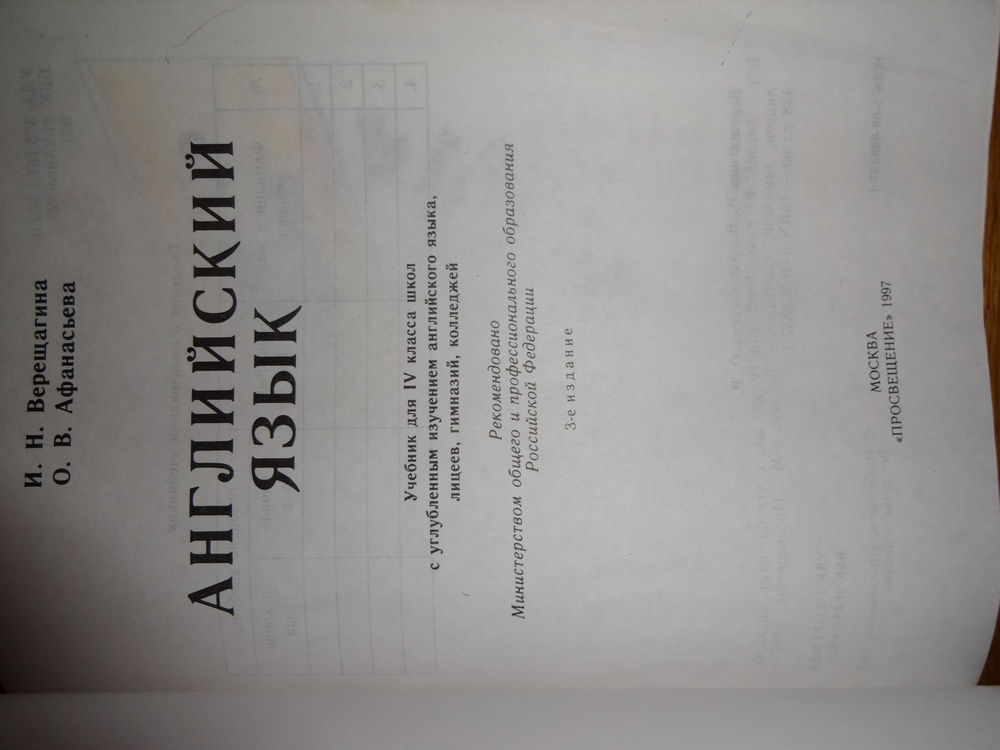 И. Н. Верещагина
О. В. Афанасьева
АНГЛИЙСКИЙ
ЯЗЫК
Учебник для IV класса школ
с углубленным изучением английского языка,
лицеев, гимназий, колледжей
Рекомендовано
Министерством общего и профессионального образования
Российской Федерации
3-е издание
МОСКВА
«ПРОСВЕЩЕНИЕ» 1997